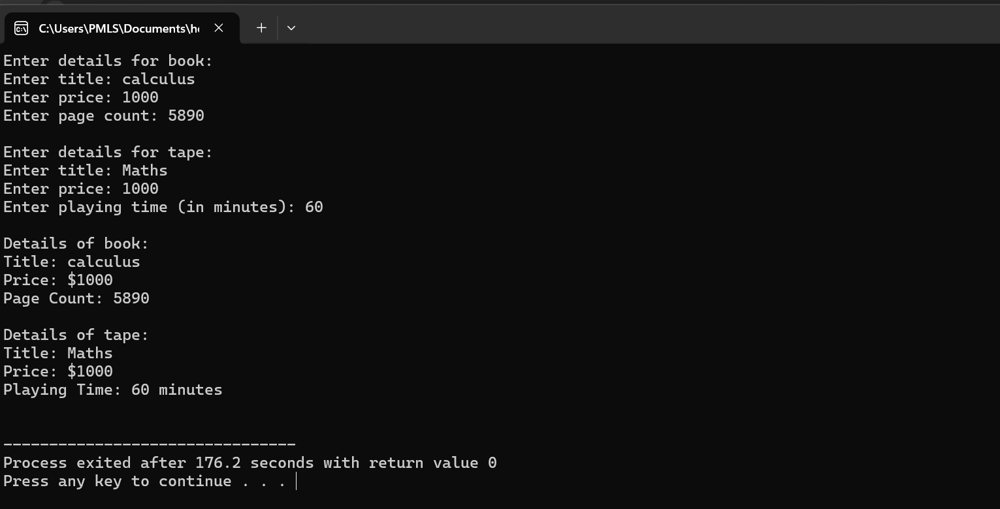 C:\Users\PMLS\Documents\h
Enter details for book:
Enter title: calculus
Enter price: 1000
Enter page count: 5890
Enter details for tape:
Enter title: Maths
Enter price: 1000
Enter playing time (in minutes): 60
Details of book:
Title: calculus
Price: $1000
Page Count: 5890
Details of tape:
Title: Maths
Price: $1000
Playing Time: 60 minutes
--------------------------------
Process exited after 176.2 seconds with return value 0
Press any key to continue . . .